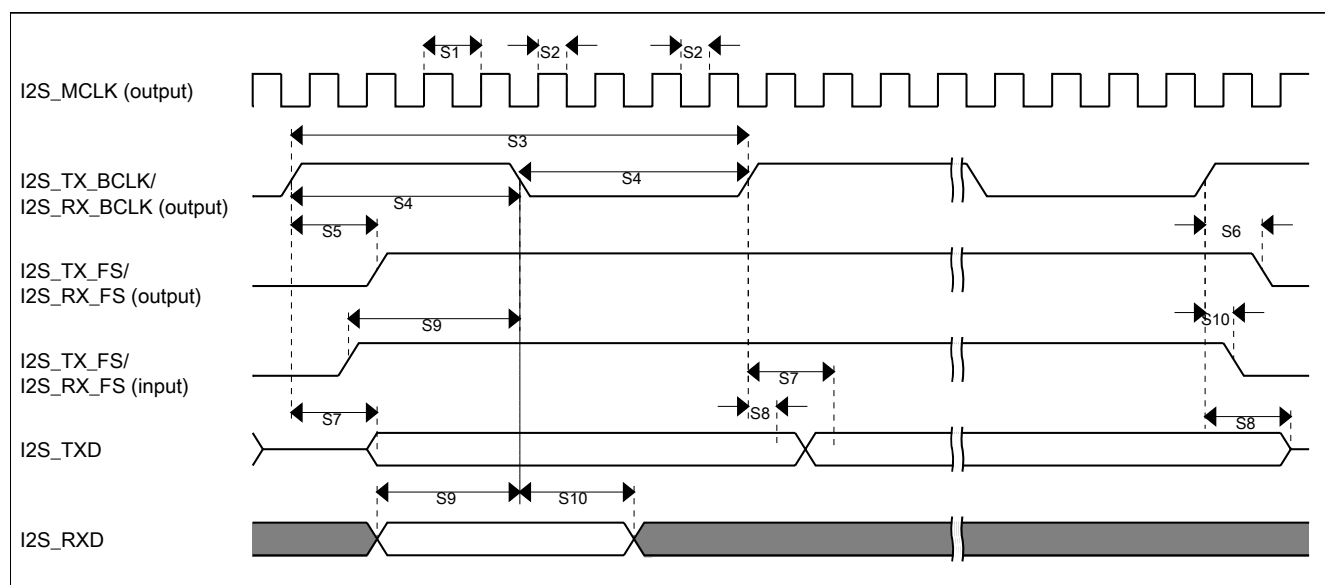 S1
S2
S2
I2S_MCLK (output)
S3
I2S_TX_BCLK/
I2S_RX_BCLK (output)
S4
S4
S5
S6
I2S_TX_FS/
I2S_RX_FS (output)
S9
S10
I2S_TX_FS/
I2S_RX_FS (input)
S7
S7
S8
S8
I2S_TXD
S9
S10
I2S_RXD